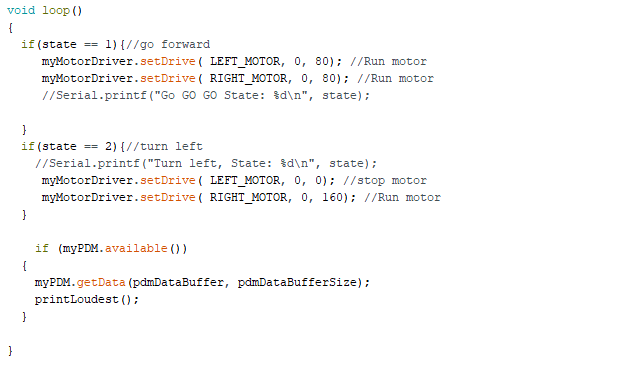 void loop()
{
  if(state == 1){//go forward
     myMotorDriver.setDrive( LEFT_MOTOR, 0, 80); //Run motor
     myMotorDriver.setDrive( RIGHT_MOTOR, 0, 80); //Run motor
     //Serial.printf("Go GO GO State: %d\n", state);
  }
  if(state == 2){//turn left
    //Serial.printf("Turn left, State: %d\n", state);
     myMotorDriver.setDrive( LEFT_MOTOR, 0, 0); //stop motor
     myMotorDriver.setDrive( RIGHT_MOTOR, 0, 160); //Run motor
  }
    if (myPDM.available())
  {
    myPDM.getData(pdmDataBuffer, pdmDataBufferSize);
    printLoudest();
  }
}